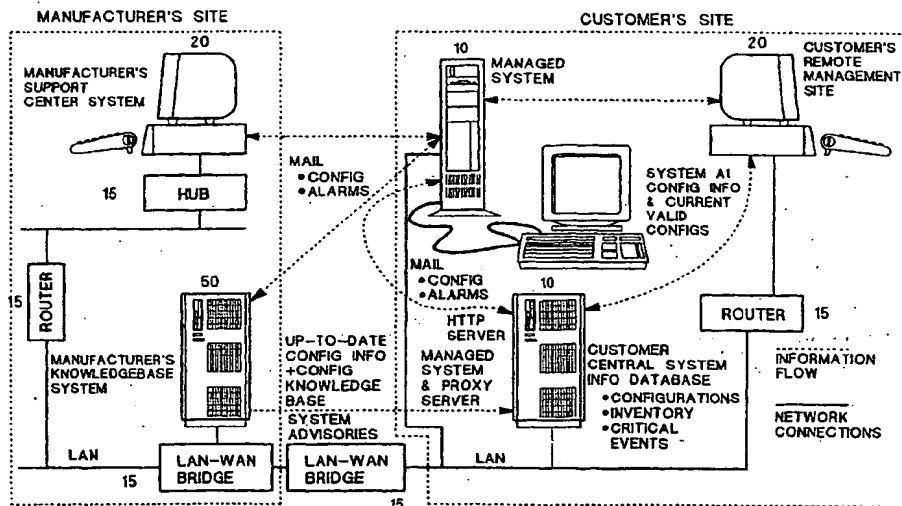 MANUFACTURER'S SITE
CUSTOMER'S SITE
20
MANUFACTURER'S
SUPPORT
CENTER SYSTEM
10
MANAGED
SYSTEM
20
CUSTOMER'S
REMOTE
MANAGEMENT
SITE
MAIL
•CONFIG
•ALARMS
15
HUB
SYSTEM A1
CONFIG INFO
& CURRENT
VALID
CONFIGS
15
ROUTER
50
MANUFACTURER'S
KNOWLEDGEBASE
SYSTEM
MAIL
•CONFIG
•ALARMS
HTTP
SERVER
10
ROUTER
15
UP-TO-DATE
CONFIG INFO
+CONFIG
KNOWLEDGE
BASE
MANAGED
SYSTEM
& PROXY
SERVER
CUSTOMER
CENTRAL SYSTEM
INFO DATABASE
•CONFIGURATIONS
•INVENTORY
•CRITICAL
EVENTS
INFORMATION
FLOW
NETWORK
CONNECTIONS
SYSTEM
ADVISORIES
LAN
15
LAN-WAN
BRIDGE
LAN-WAN
BRIDGE
15
LAN